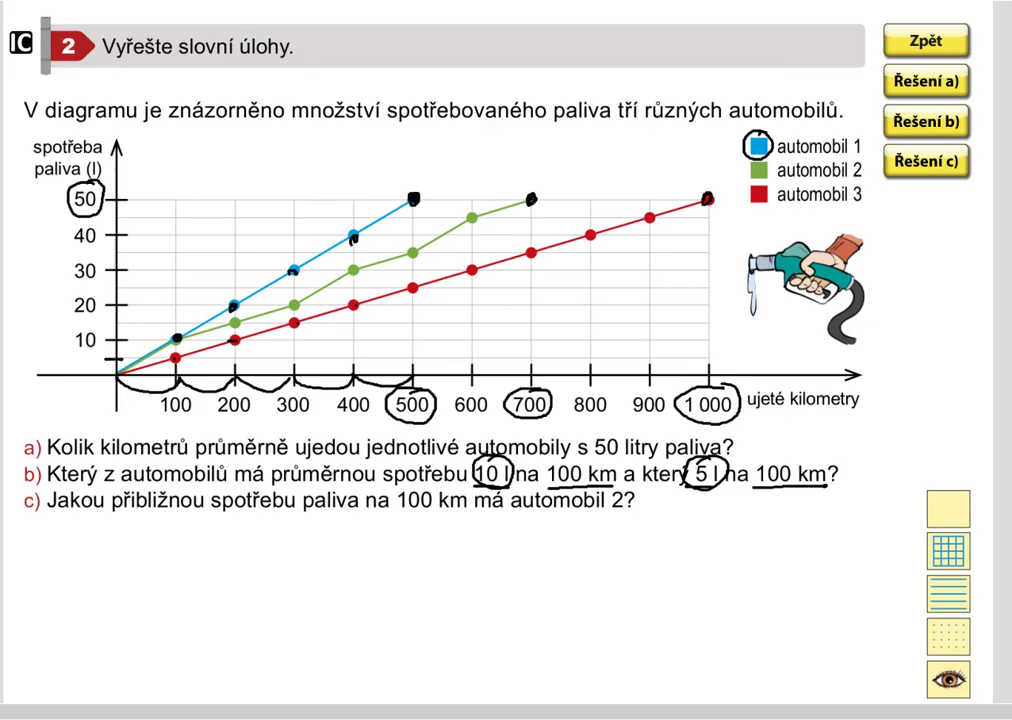 IC
2 Vyřešte slovní úlohy.
Zpět
Řešení a)
Řešení b)
Řešení c)
V diagramu je znázorněno množství spotřebovaného paliva tří různých automobilů.
spotřeba
paliva (l)
automobil 1
automobil 2
automobil 3
50
40
30
20
10
100 200 300 400 500 600 700 800 900 1 000 ujeté kilometry
a) Kolik kilometrů průměrně ujedou jednotlivé automobily s 50 litry paliva?
b) Který z automobilů má průměrnou spotřebu 10 l na 100 km a který 5 l na 100 km?
c) Jakou přibližnou spotřebu paliva na 100 km má automobil 2?